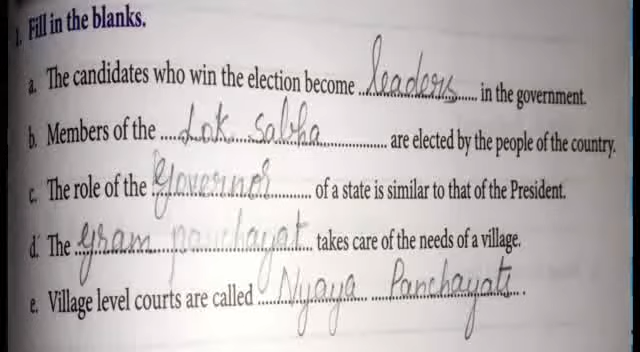 1. Fill in the blanks.
a. The candidates who win the election become leaders in the government.
b. Members of the Lok Sabha are elected by the people of the country.
c. The role of the Governor of a state is similar to that of the President.
d. The gram panchayat takes care of the needs of a village.
e. Village level courts are called Nyaya Panchayats.